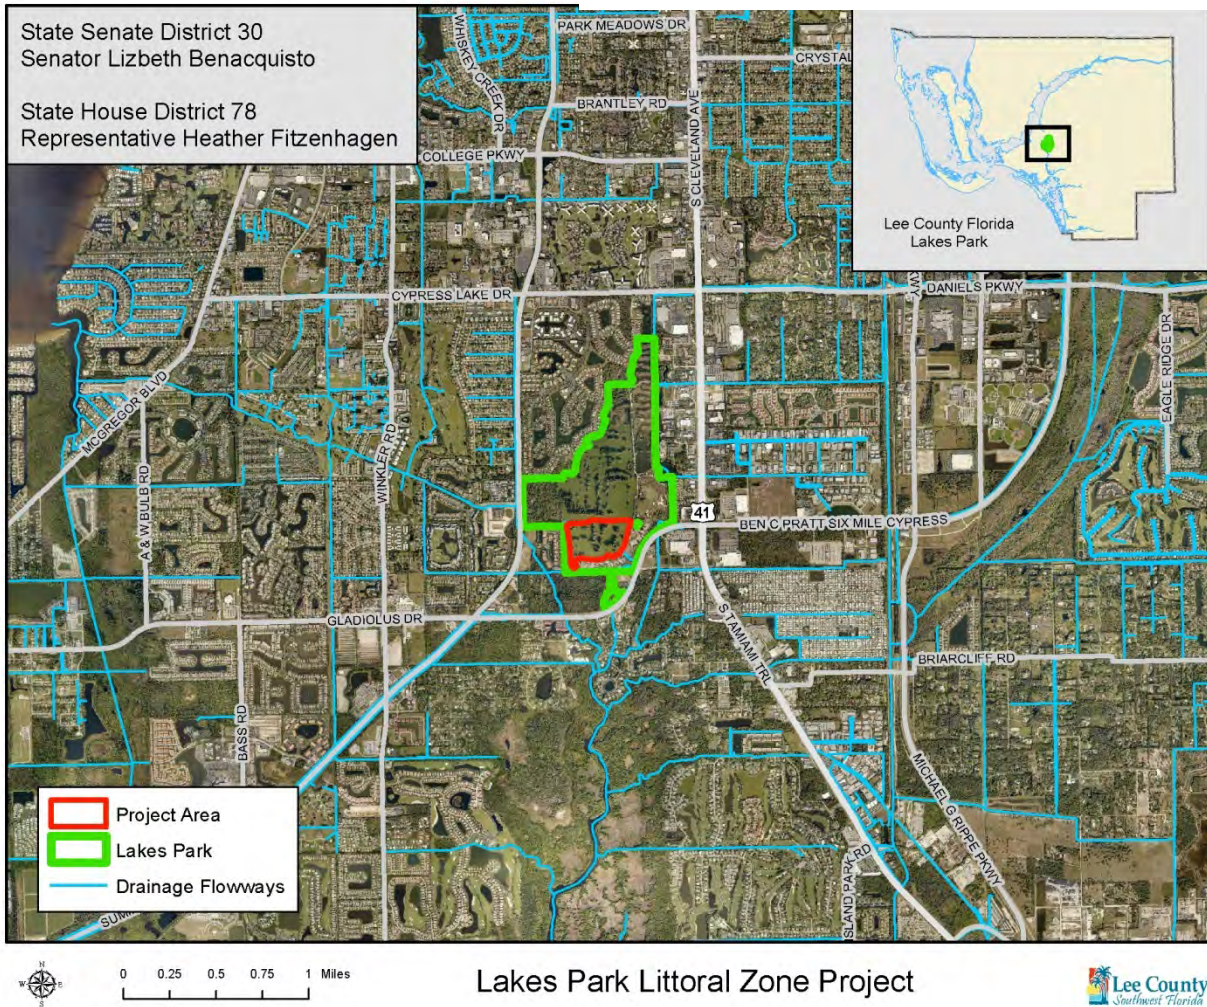 State Senate District 30
Senator Lizbeth Benacquisto
State House District 78
Representative Heather Fitzenhagen
PARK MEADOWS DR
WHISKEY CREEK DR
CRYSTAL
BRANTLEY RD
COLLEGE PKWY
S CLEVELAND AVE
Lee County Florida
Lakes Park
CYPRESS LAKE DR
DANIELS PKWY
EAGLE RIDGE DR
MCGREGOR BLVD
A & W BULB RD
WINKLER RD
41
BEN C PRATT SIX MILE CYPRESS
GLADIOLUS DR
S TAMIAMI TRL
BRIARCLIFF RD
BASS RD
MICHAEL G RIPPE PKWY
ISLAND PARK RD
SUMM
Project Area
Lakes Park
Drainage Flowways
N
W E
S
0 0.25 0.5 0.75 1 Miles
Lakes Park Littoral Zone Project
Lee County
Southwest Florida